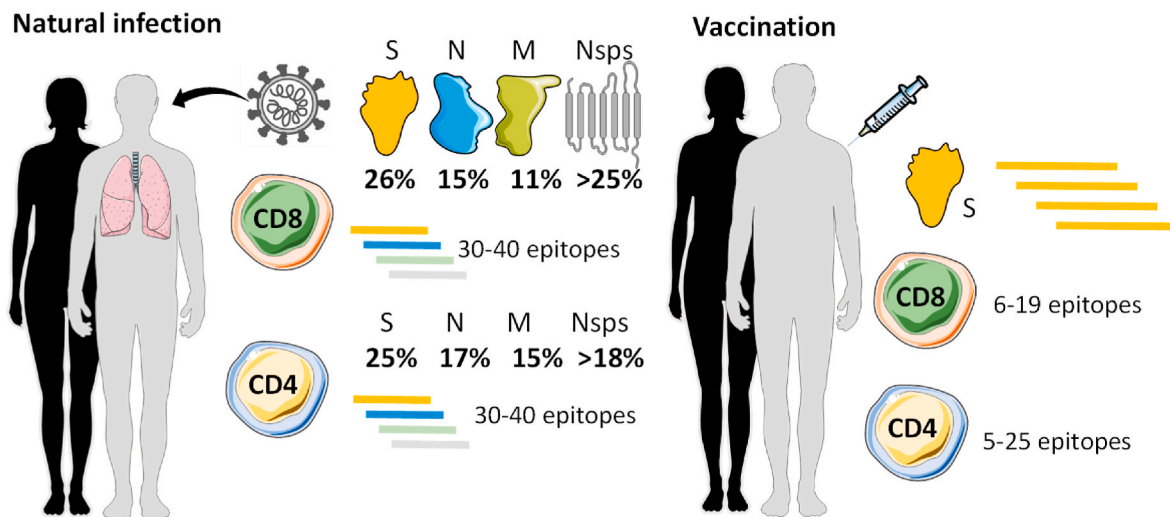 Natural infection
S N M Nsps
26% 15% 11% >25%
CD8
30-40 epitopes
S N M Nsps
25% 17% 15% >18%
CD4
30-40 epitopes
Vaccination
S
CD8
6-19 epitopes
CD4
5-25 epitopes